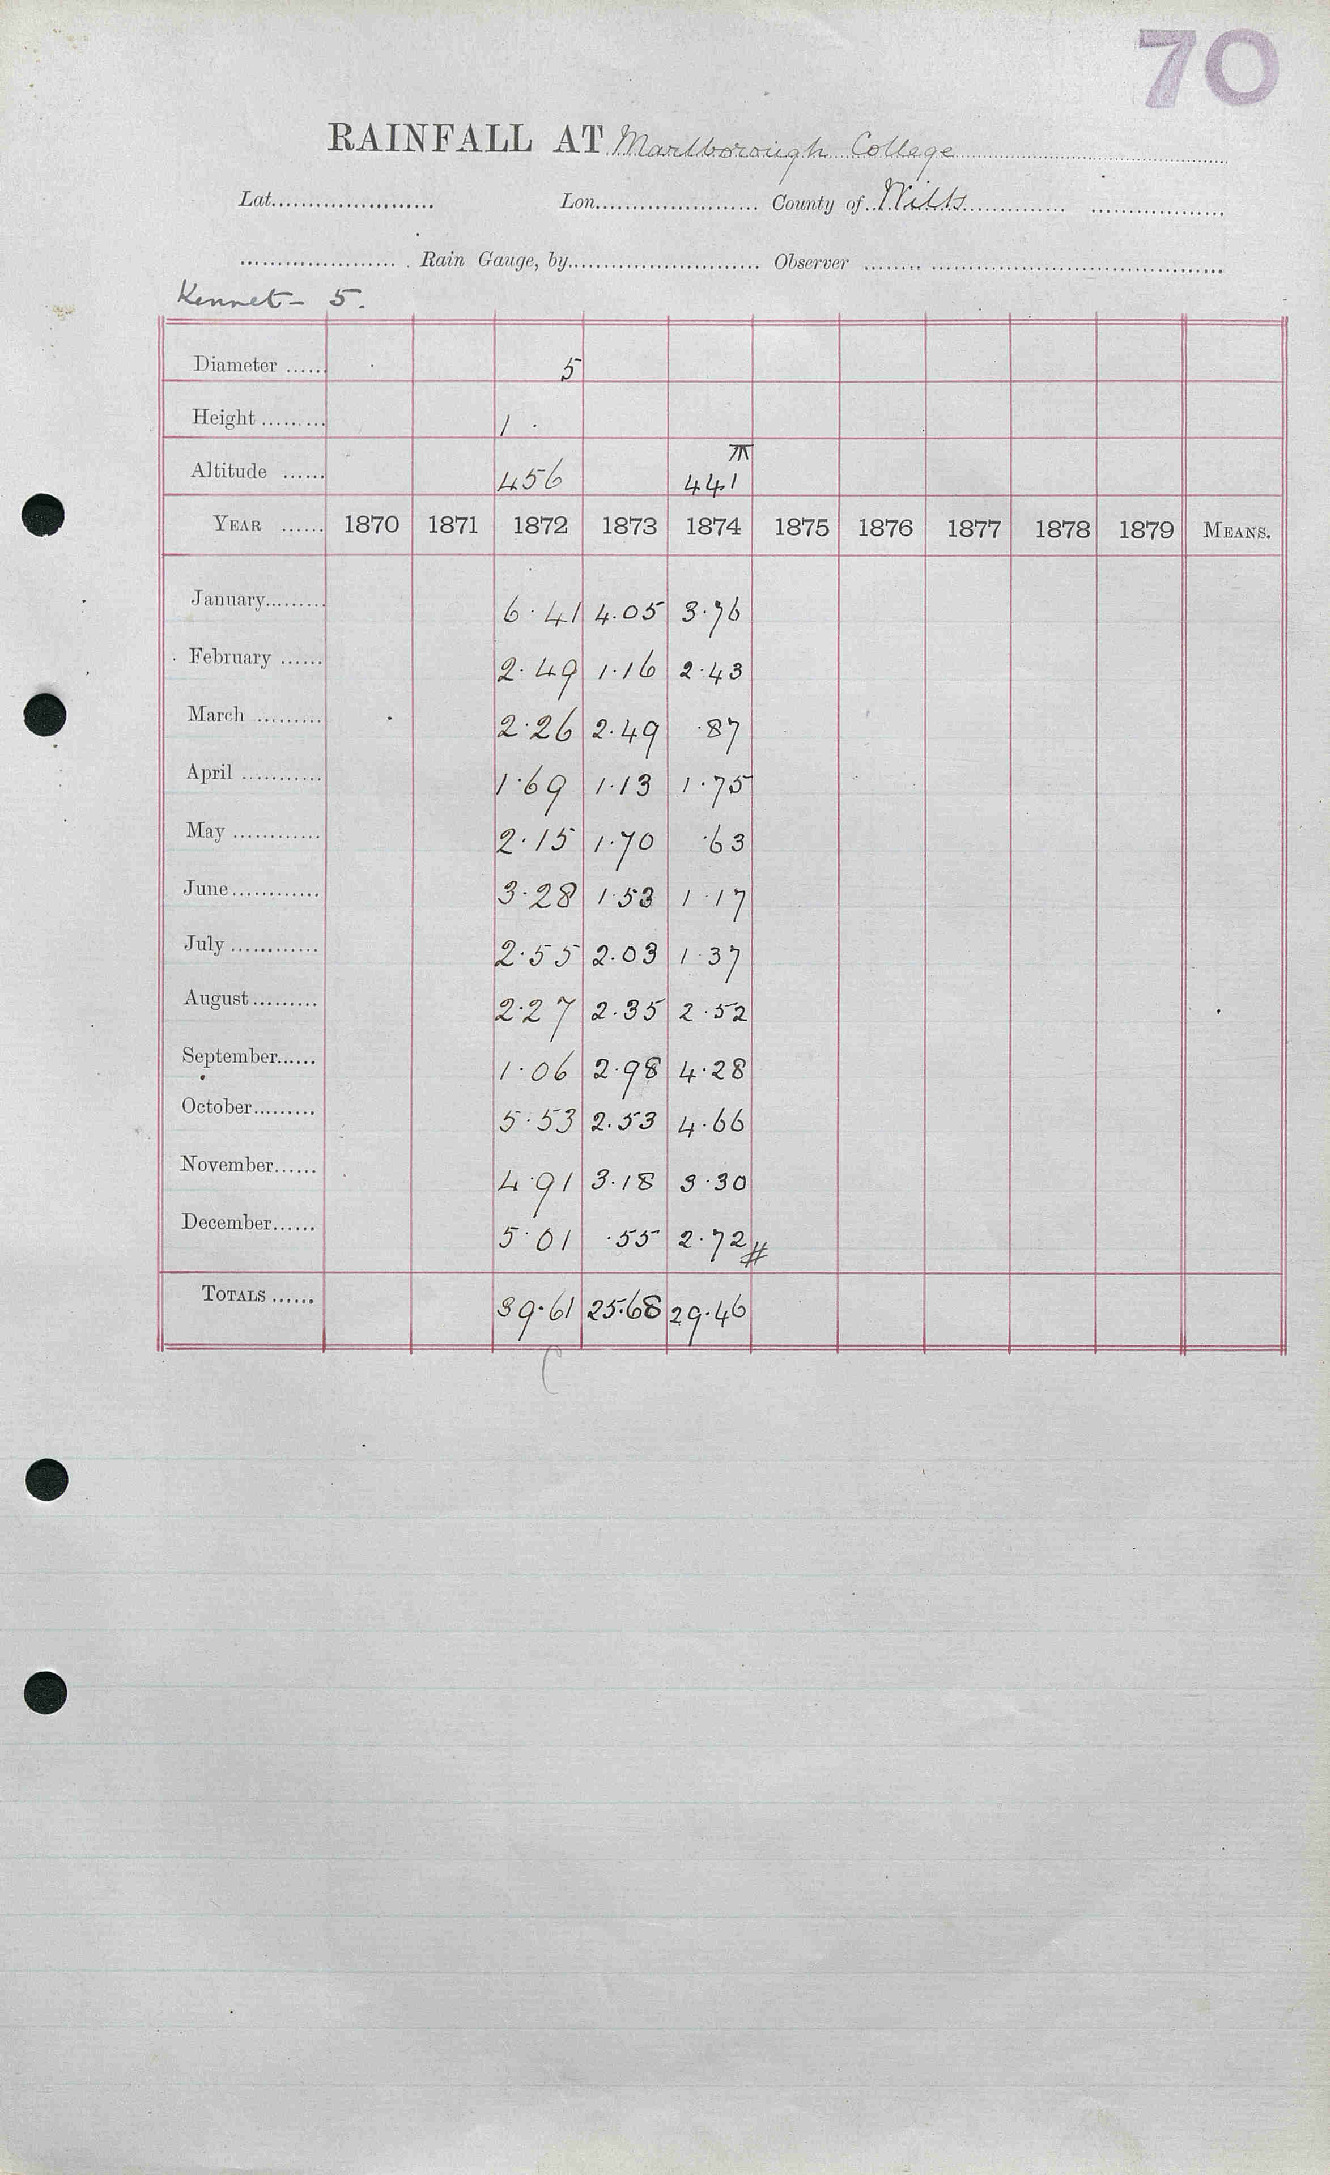 70
RAINFALL AT Marlborough College
Lat. Lon. County of Wilts
Rain Gauge, by Observer
Kennet - 5.
Diameter 5
Height 1
Altitude 456 441
YEAR 1870 1871 1872 1873 1874 1875 1876 1877 1878 1879 MEANS.
January 6.41 4.05 3.76
February 2.49 1.16 2.43
March 2.26 2.49 .87
April 1.69 1.13 1.75
May 2.15 1.70 .63
June 3.28 1.53 1.17
July 2.55 2.03 1.37
August 2.27 2.35 2.52
September 1.06 2.98 4.28
October 5.53 2.53 4.66
November 4.91 3.18 3.30
December 5.01 .55 2.72 #
TOTALS 39.61 25.68 29.46